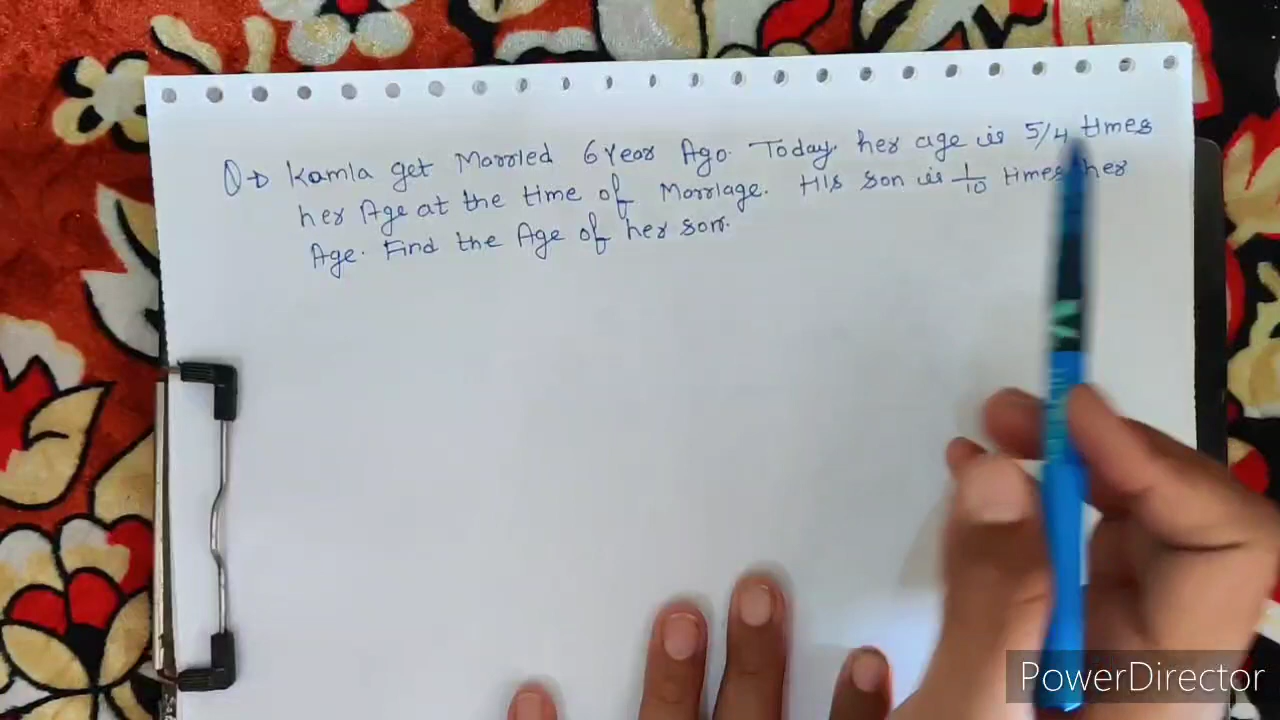 Q→ Kamla get Married 6 Year Ago. Today her age is 5/4 times
her Age at the time of Marriage. His son is 1/10 times her
Age. Find the Age of her son.
PowerDirector